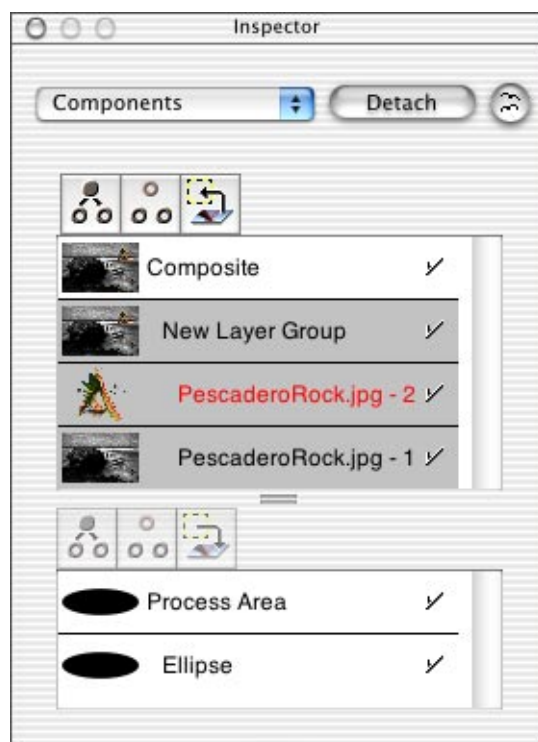 Inspector
Components
Detach
Composite
New Layer Group
PescaderoRock.jpg - 2
PescaderoRock.jpg - 1
Process Area
Ellipse